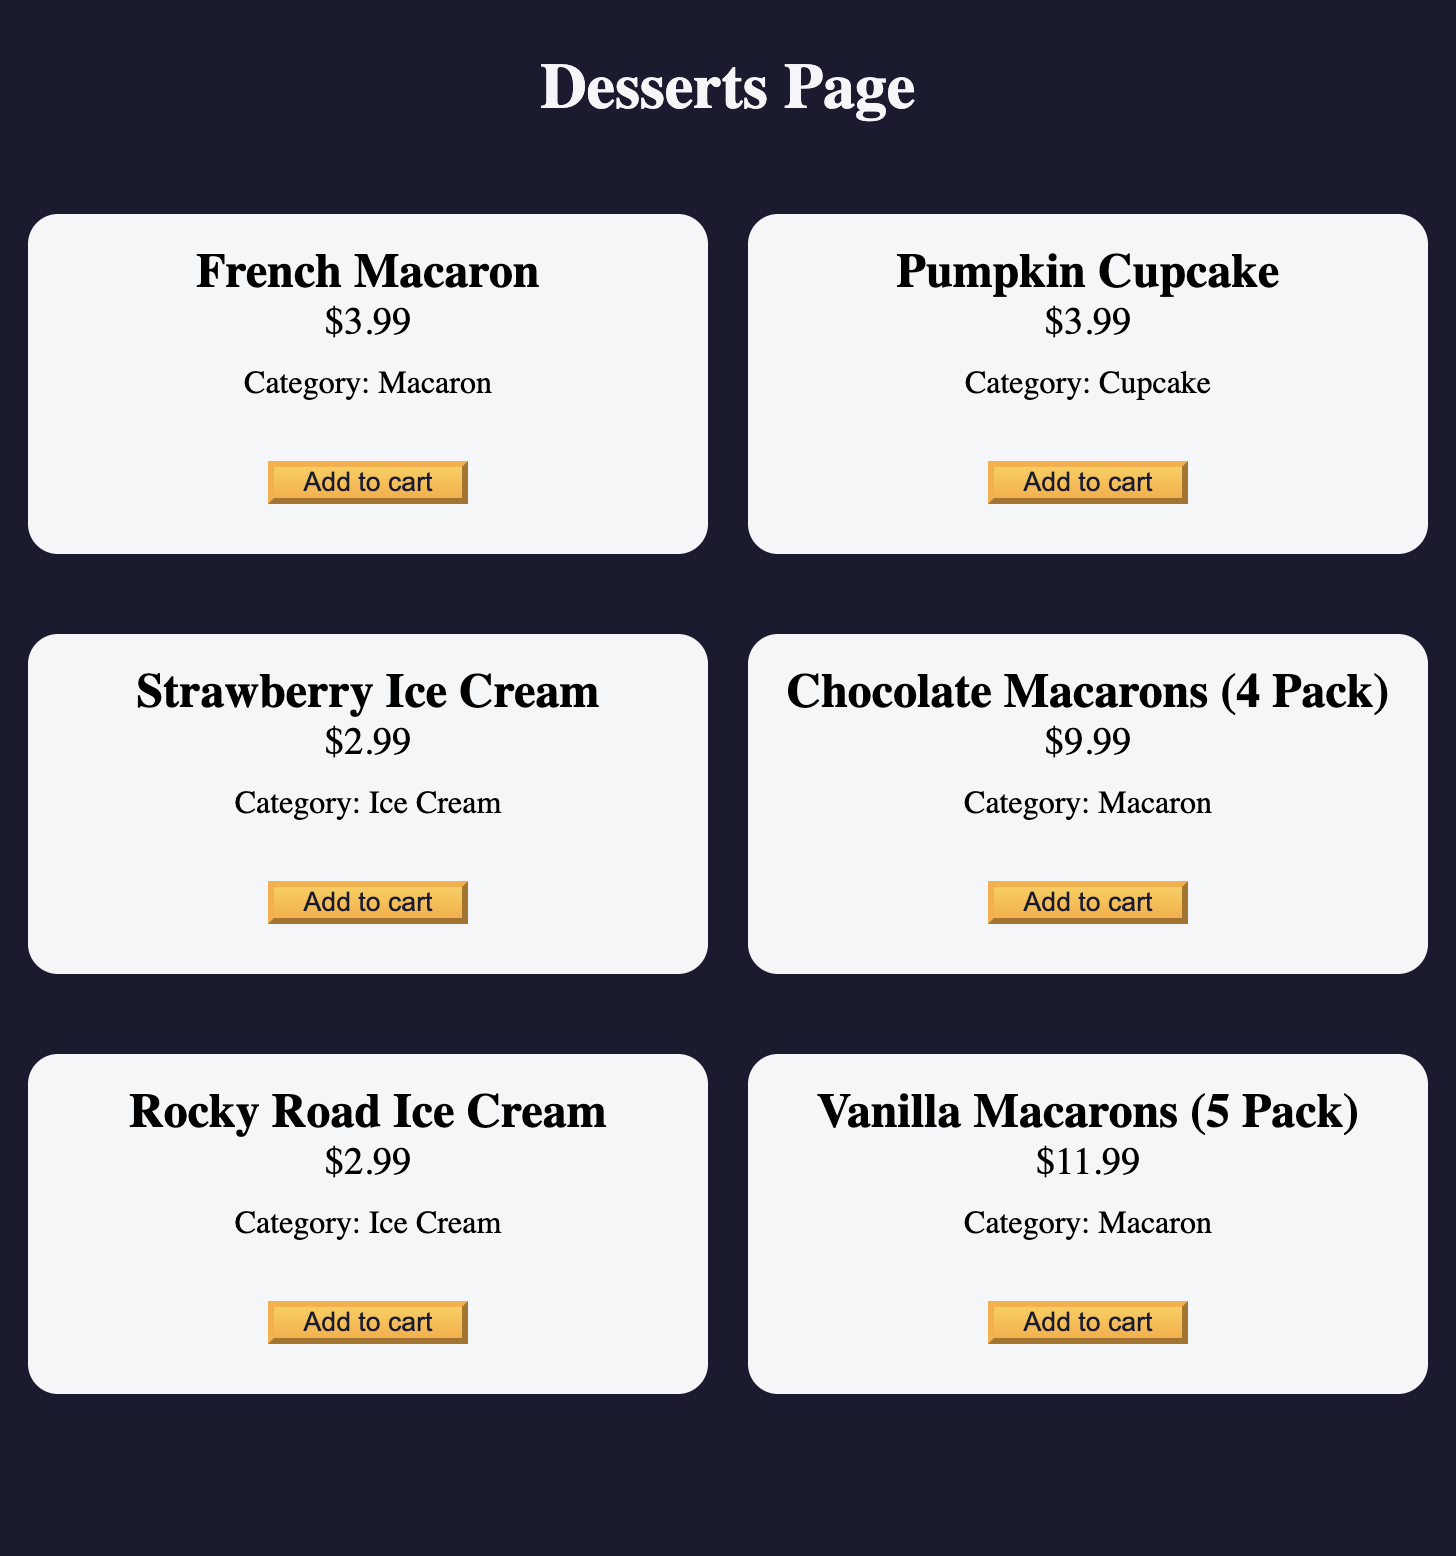 Desserts Page
French Macaron
$3.99
Category: Macaron
Add to cart
Pumpkin Cupcake
$3.99
Category: Cupcake
Add to cart
Strawberry Ice Cream
$2.99
Category: Ice Cream
Add to cart
Chocolate Macarons (4 Pack)
$9.99
Category: Macaron
Add to cart
Rocky Road Ice Cream
$2.99
Category: Ice Cream
Add to cart
Vanilla Macarons (5 Pack)
$11.99
Category: Macaron
Add to cart